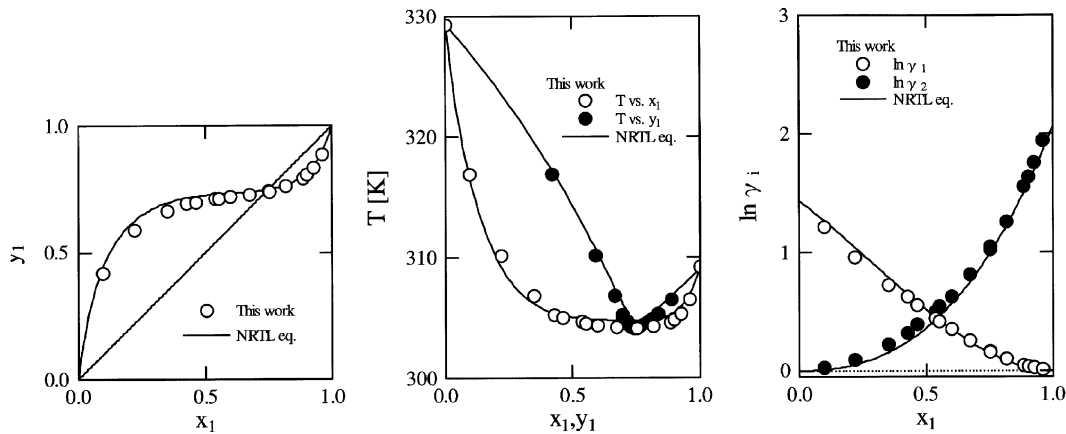 1.0
0.5
0.0
y1
This work
NRTL eq.
0.0 0.5 1.0
x1
330
320
310
300
T [K]
This work
T vs. x1
T vs. y1
NRTL eq.
0.0 0.5 1.0
x1,y1
3
2
1
0
ln γ i
This work
ln γ 1
ln γ 2
NRTL eq.
0.0 0.5 1.0
x1